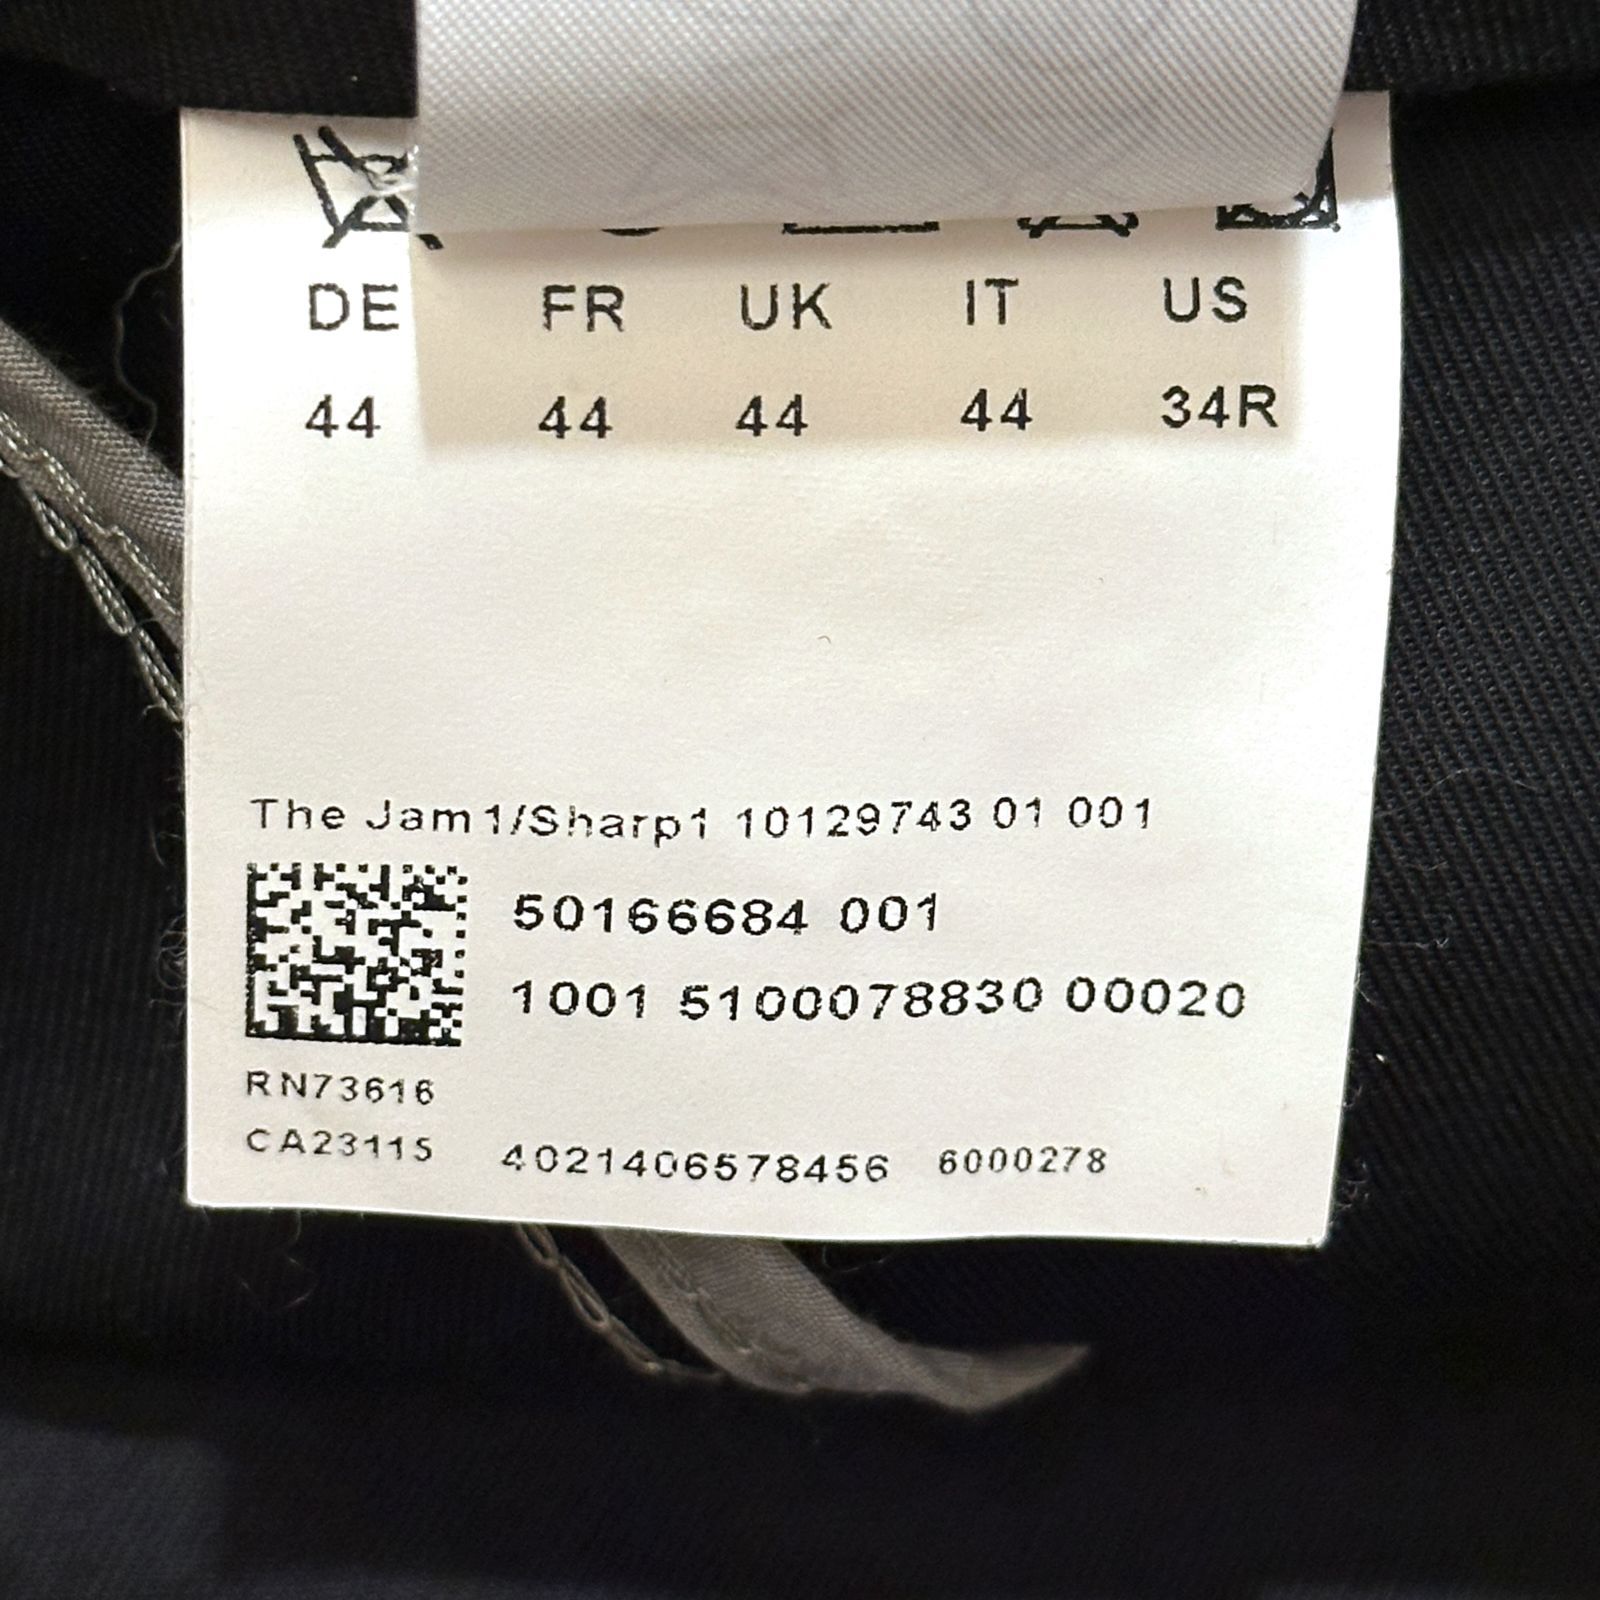 DE FR UK IT US
44 44 44 44 34R
The Jam1/Sharp1 10129743 01 001
50166684 001
1001 5100078830 00020
RN73616
CA23115 4021406578456 6000278